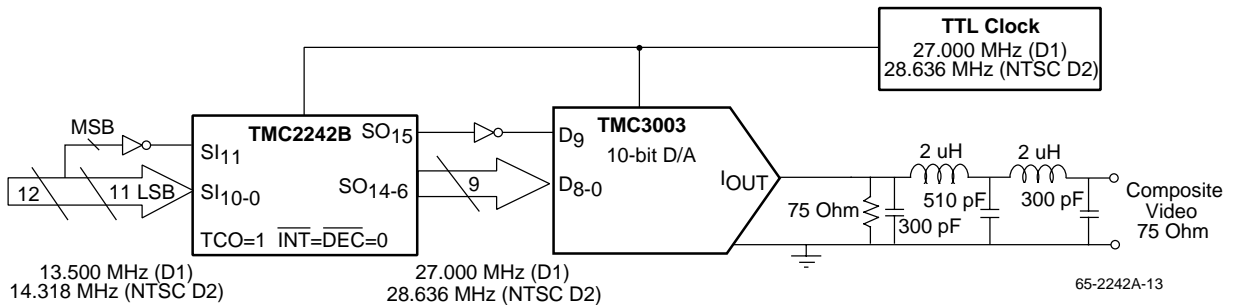 TTL Clock
27.000 MHz (D1)
28.636 MHz (NTSC D2)
MSB
TMC2242B
SO15
SI11
12
11 LSB
SI10-0
SO14-6
9
TCO=1 INT=DEC=0
TMC3003
D9
10-bit D/A
D8-0
IOUT
2 uH
2 uH
75 Ohm
300 pF
510 pF
300 pF
Composite
Video
75 Ohm
13.500 MHz (D1)
14.318 MHz (NTSC D2)
27.000 MHz (D1)
28.636 MHz (NTSC D2)
65-2242A-13